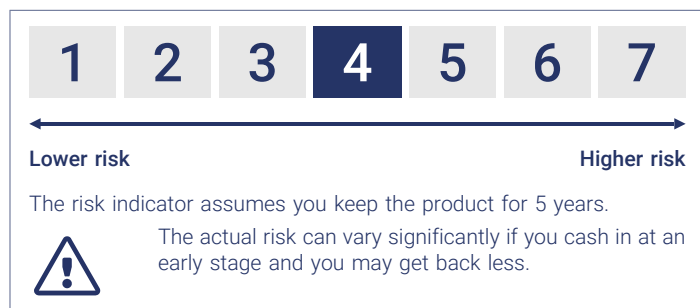 1 2 3 4 5 6 7
Lower risk Higher risk
The risk indicator assumes you keep the product for 5 years.
The actual risk can vary significantly if you cash in at an
early stage and you may get back less.